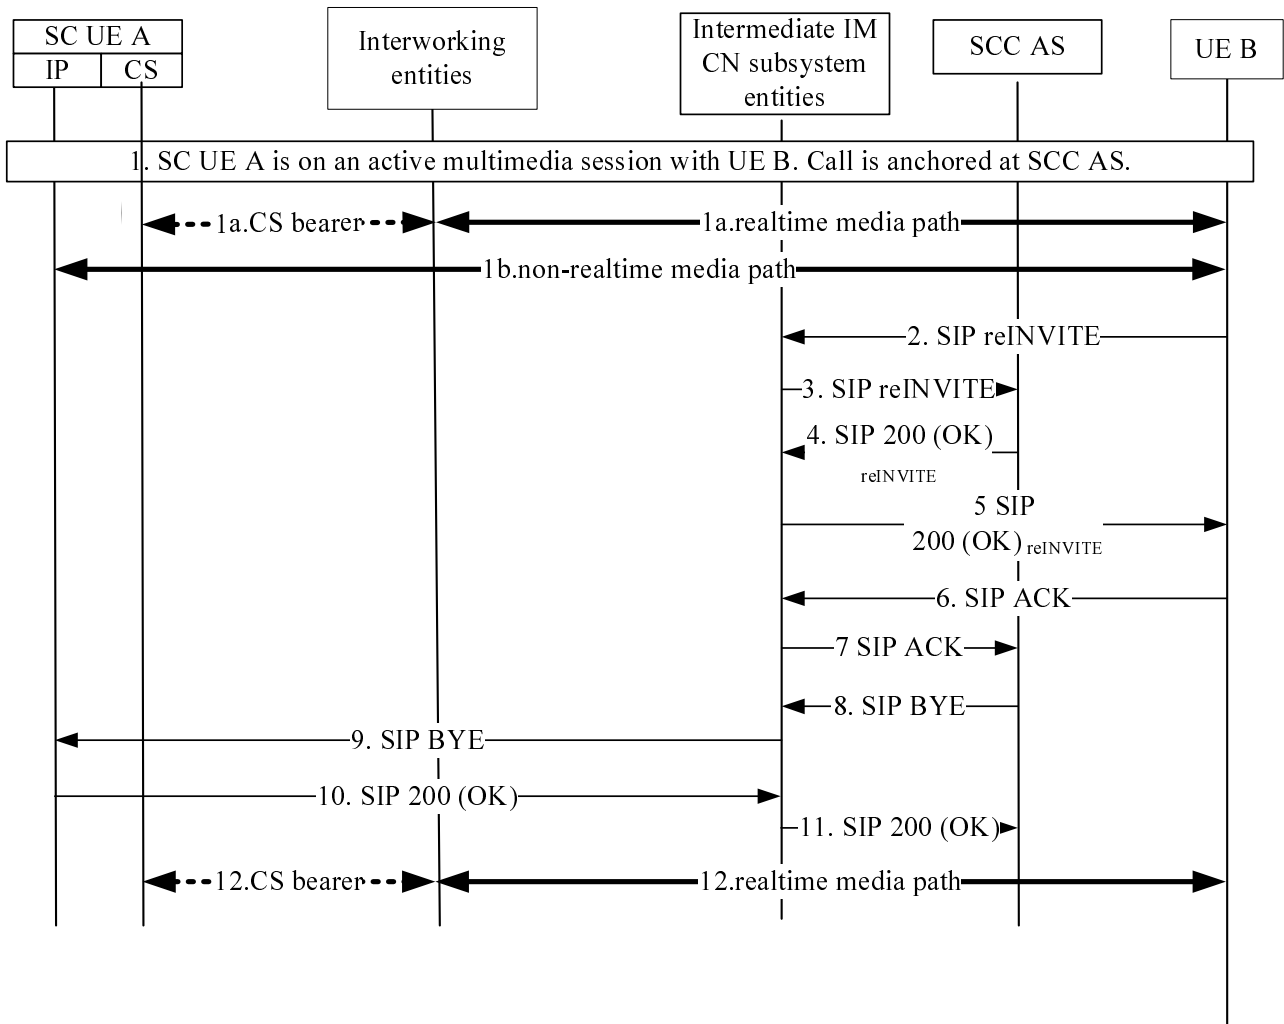 SC UE A
IP
CS
Interworking
entities
Intermediate IM
CN subsystem
entities
SCC AS
UE B
1. SC UE A is on an active multimedia session with UE B. Call is anchored at SCC AS.
1a.CS bearer
1a.realtime media path
1b.non-realtime media path
2. SIP reINVITE
3. SIP reINVITE
4. SIP 200 (OK)
reINVITE
5 SIP
200 (OK) reINVITE
6. SIP ACK
7 SIP ACK
8. SIP BYE
9. SIP BYE
10. SIP 200 (OK)
11. SIP 200 (OK)
12.CS bearer
12.realtime media path